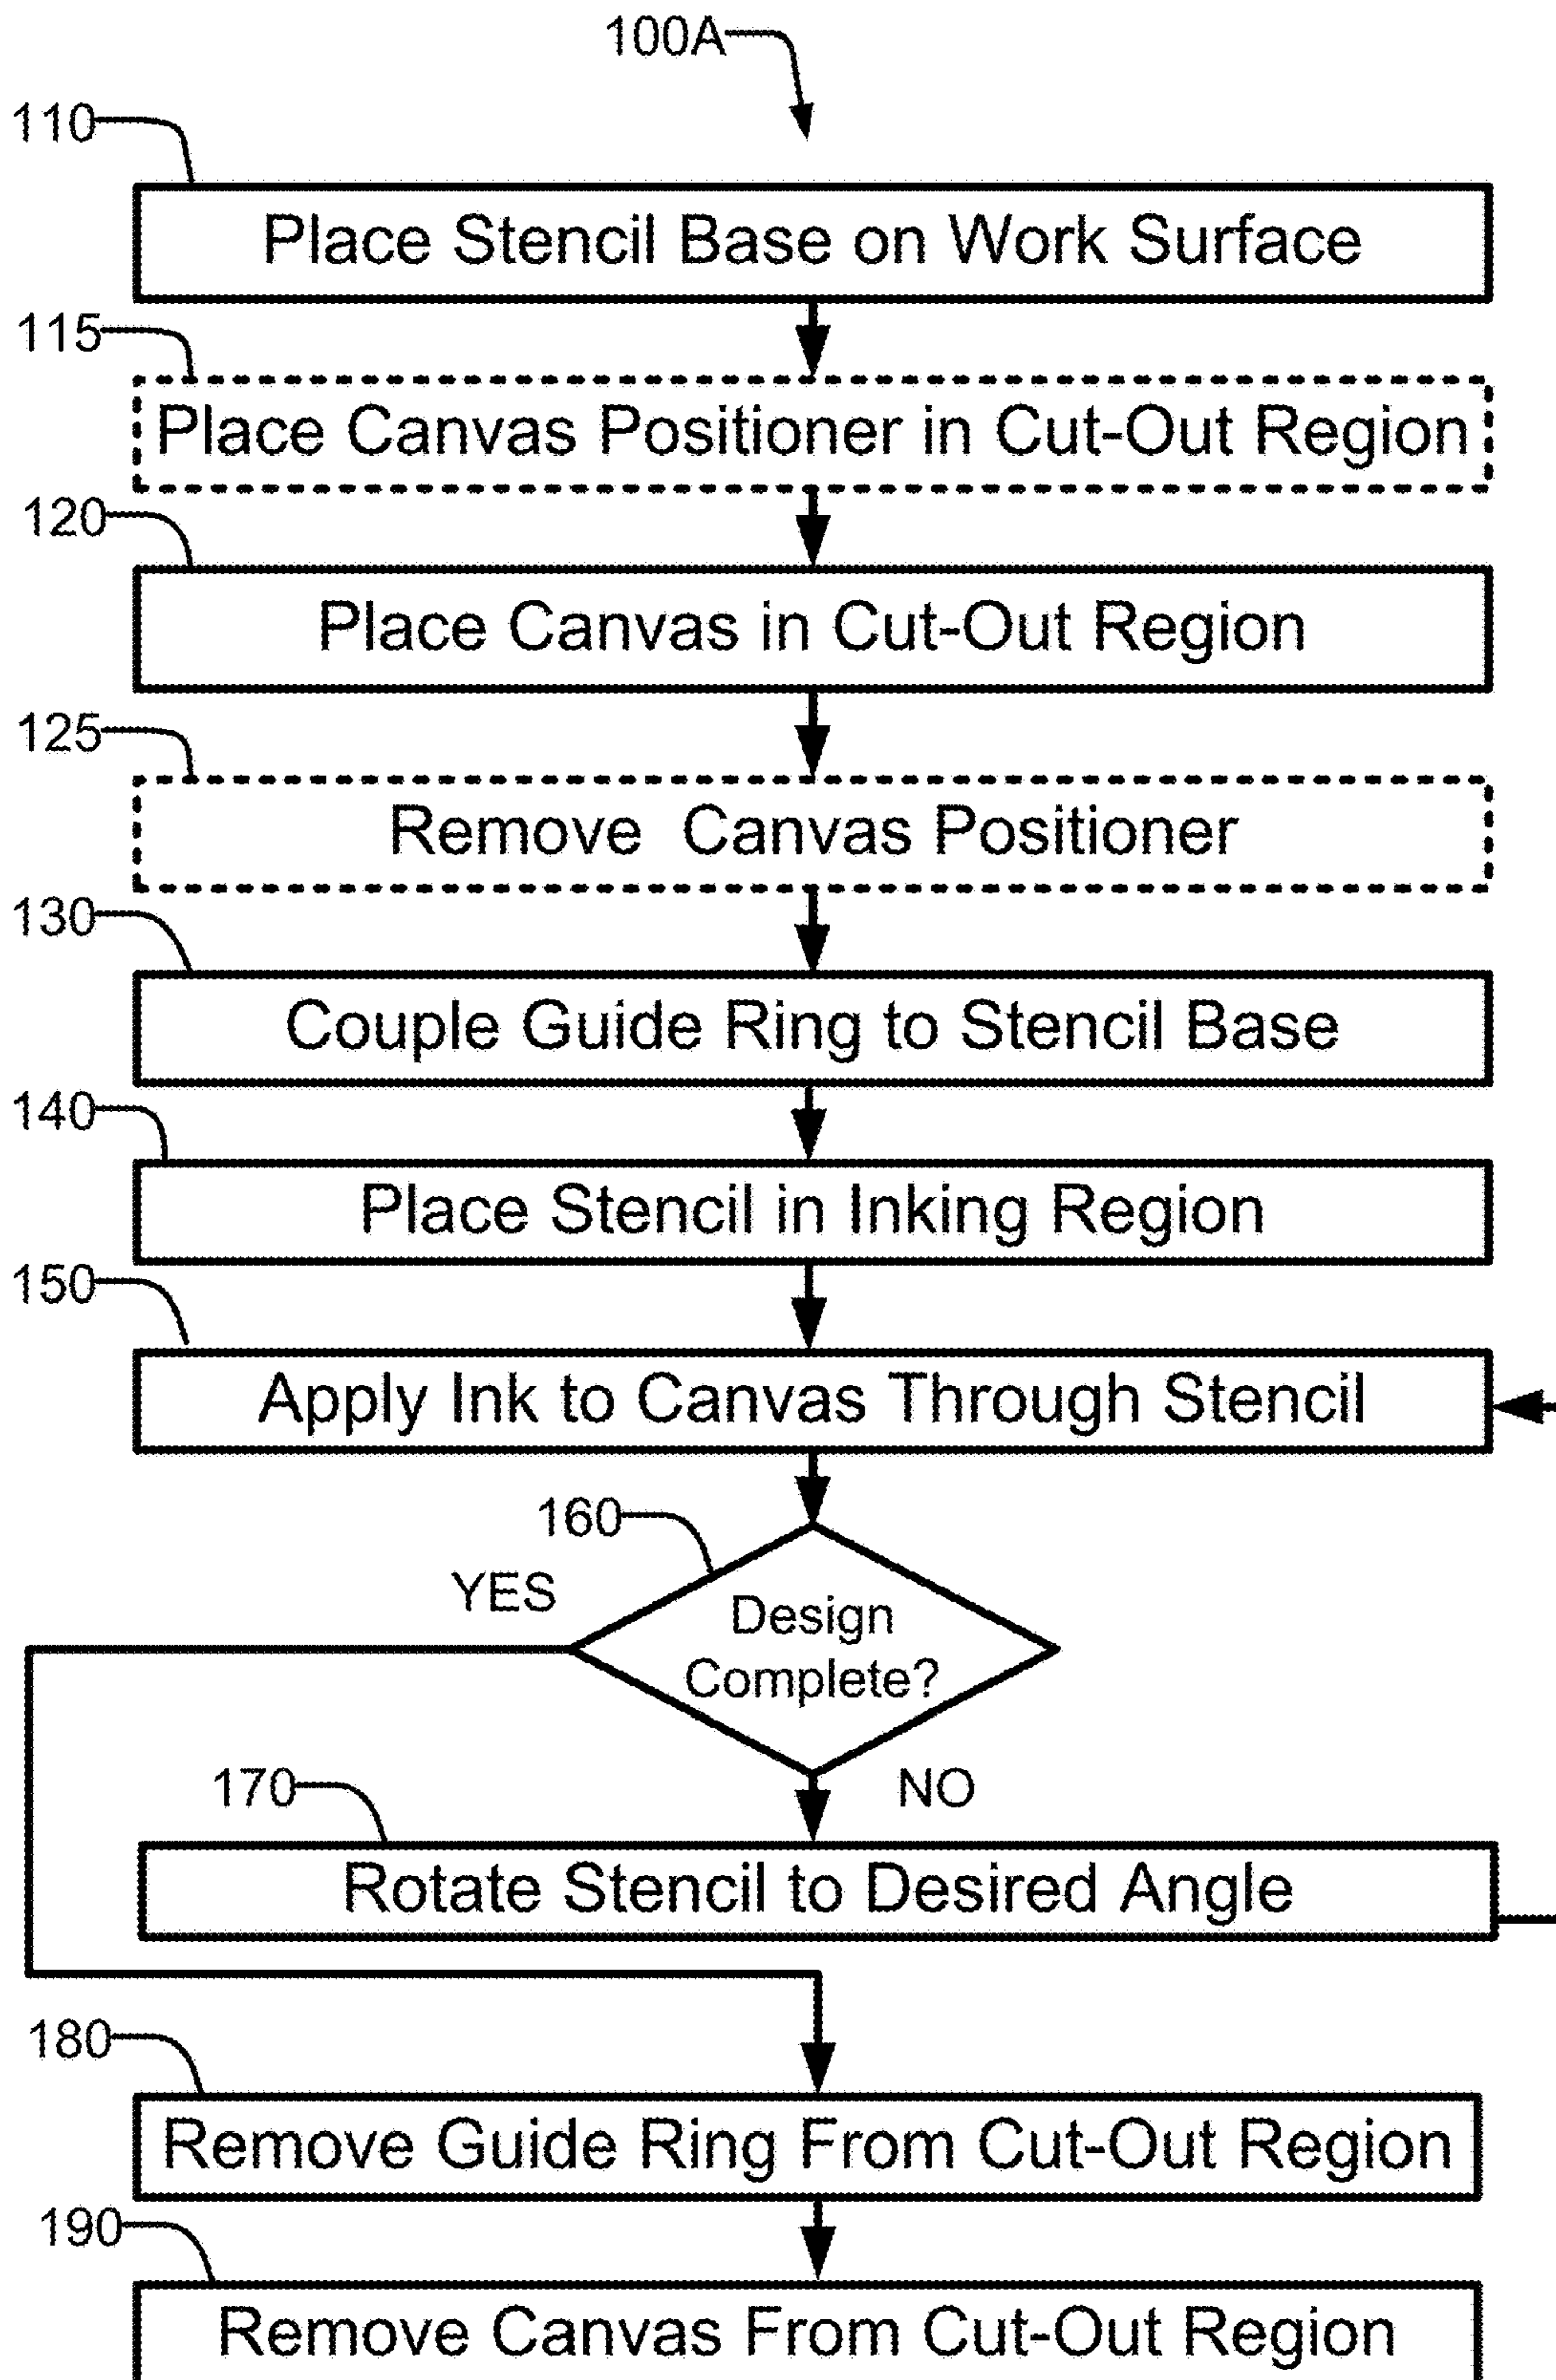 100A
110
Place Stencil Base on Work Surface
115
Place Canvas Positioner in Cut-Out Region
120
Place Canvas in Cut-Out Region
125
Remove Canvas Positioner
130
Couple Guide Ring to Stencil Base
140
Place Stencil in Inking Region
150
Apply Ink to Canvas Through Stencil
160
YES
Design
Complete?
170
NO
Rotate Stencil to Desired Angle
180
Remove Guide Ring From Cut-Out Region
190
Remove Canvas From Cut-Out Region